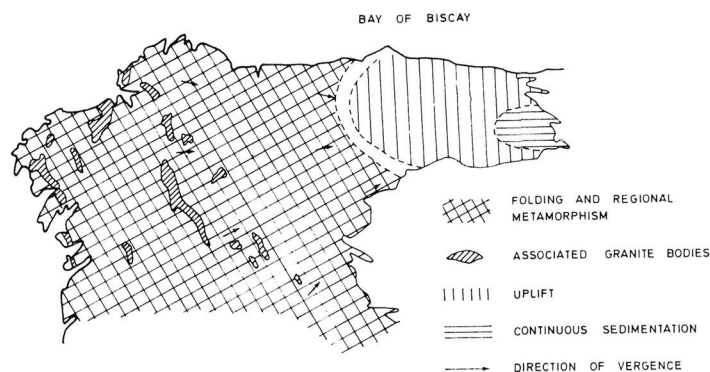 BAY OF BISCAY
FOLDING AND REGIONAL
METAMORPHISM
ASSOCIATED GRANITE BODIES
UPLIFT
CONTINUOUS SEDIMENTATION
DIRECTION OF VERGENCE